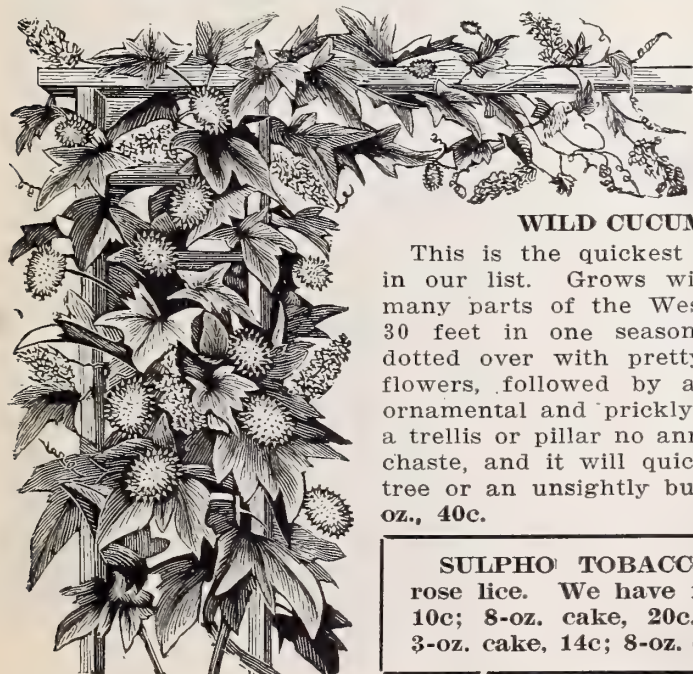 WILD CUCUM
This is the quickest
in our list. Grows wi
many parts of the Wes
30 feet in one season
dotted over with pretty
flowers, followed by a
ornamental and prickly
a trellis or pillar no ann
chaste, and it will quic
tree or an unsightly bu
oz., 40c.
SULPHO TOBACC
rose lice. We have
10c; 8-oz. cake, 20c.
3-oz. cake, 14c; 8-oz.